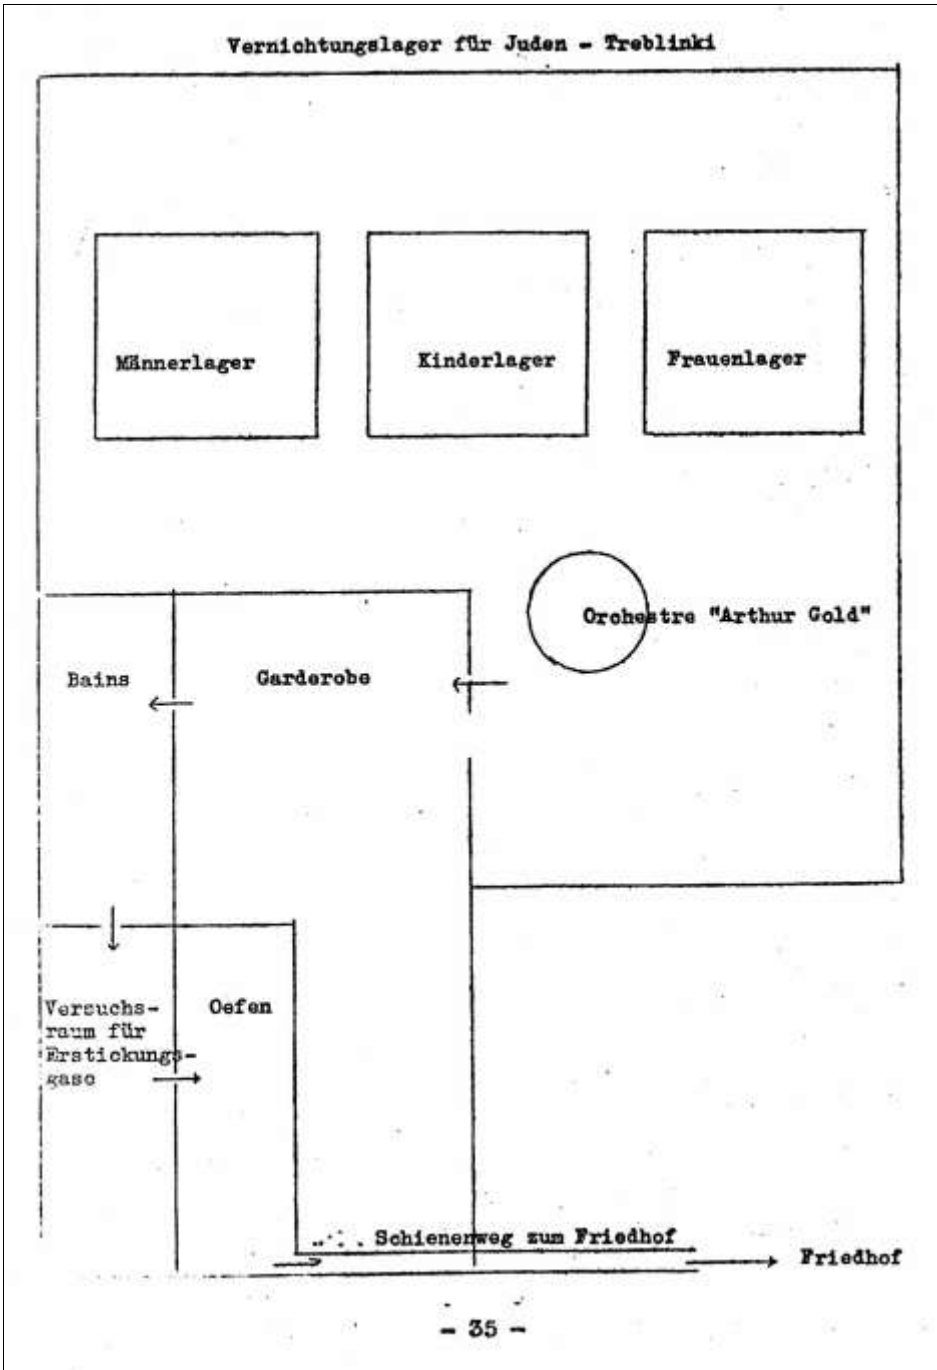 Vernichtungslager für Juden - Treblinki
Männerlager
Kinderlager
Frauenlager
Orchestre "Arthur Gold"
Bains
Garderobe
Versuchs-
raum für
Erstickungs-
gase
Oefen
Schienenweg zum Friedhof
Friedhof
- 35 -